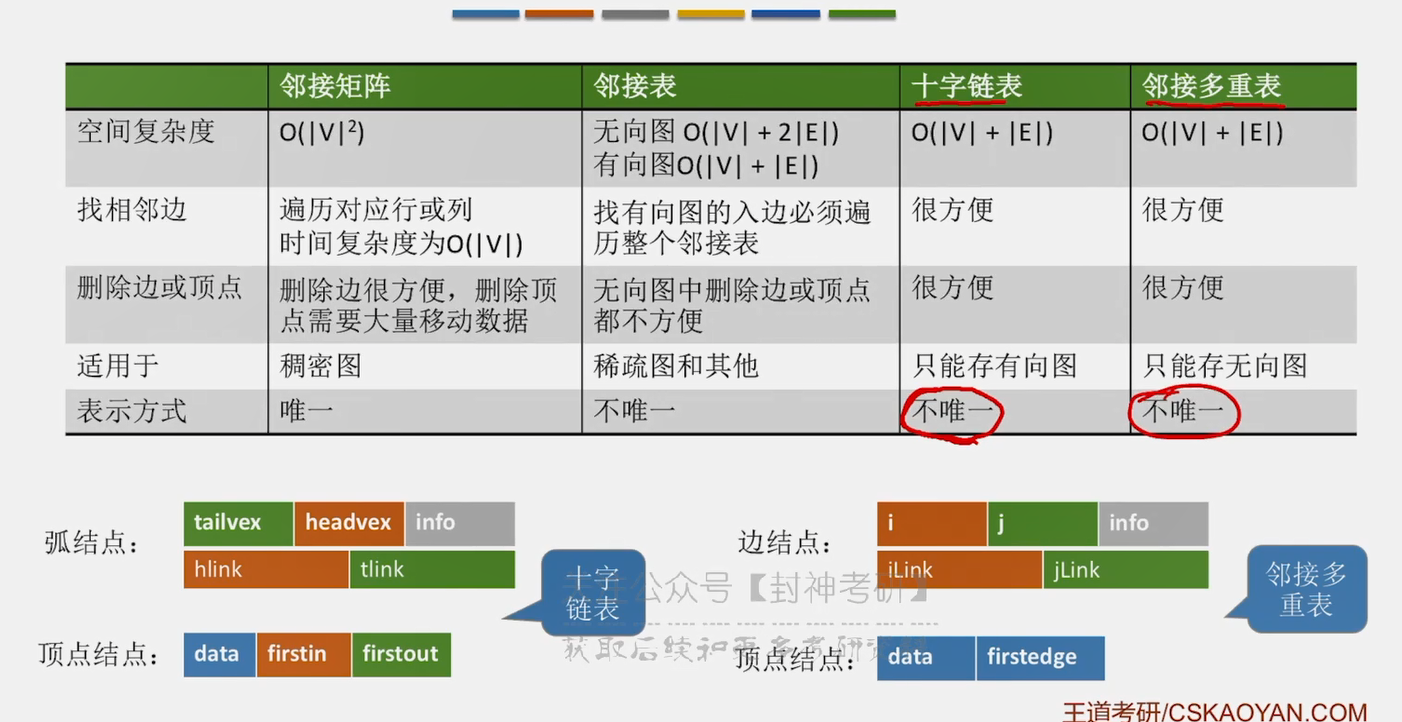 邻接矩阵 邻接表 十字链表 邻接多重表
空间复杂度 O(|V|²) 无向图 O(|V| + 2|E|) O(|V| + |E|) O(|V| + |E|)
有向图O(|V| + |E|)
找相邻边 遍历对应行或列 找有向图的入边必须遍 很方便 很方便
时间复杂度为O(|V|) 历整个邻接表
删除边或顶点 删除边很方便，删除顶 无向图中删除边或顶点 很方便 很方便
点需要大量移动数据 都不方便
适用于 稠密图 稀疏图和其他 只能存有向图 只能存无向图
表示方式 唯一 不唯一 不唯一 不唯一
弧结点： tailvex headvex info
hlink tlink
十字
链表
顶点结点： data firstin firstout
边结点： i j info
iLink jLink
邻接多
重表
顶点结点： data firstedge
公众号【封神考研】
获取后续和更多考研资料
王道考研/CSKAOYAN.COM